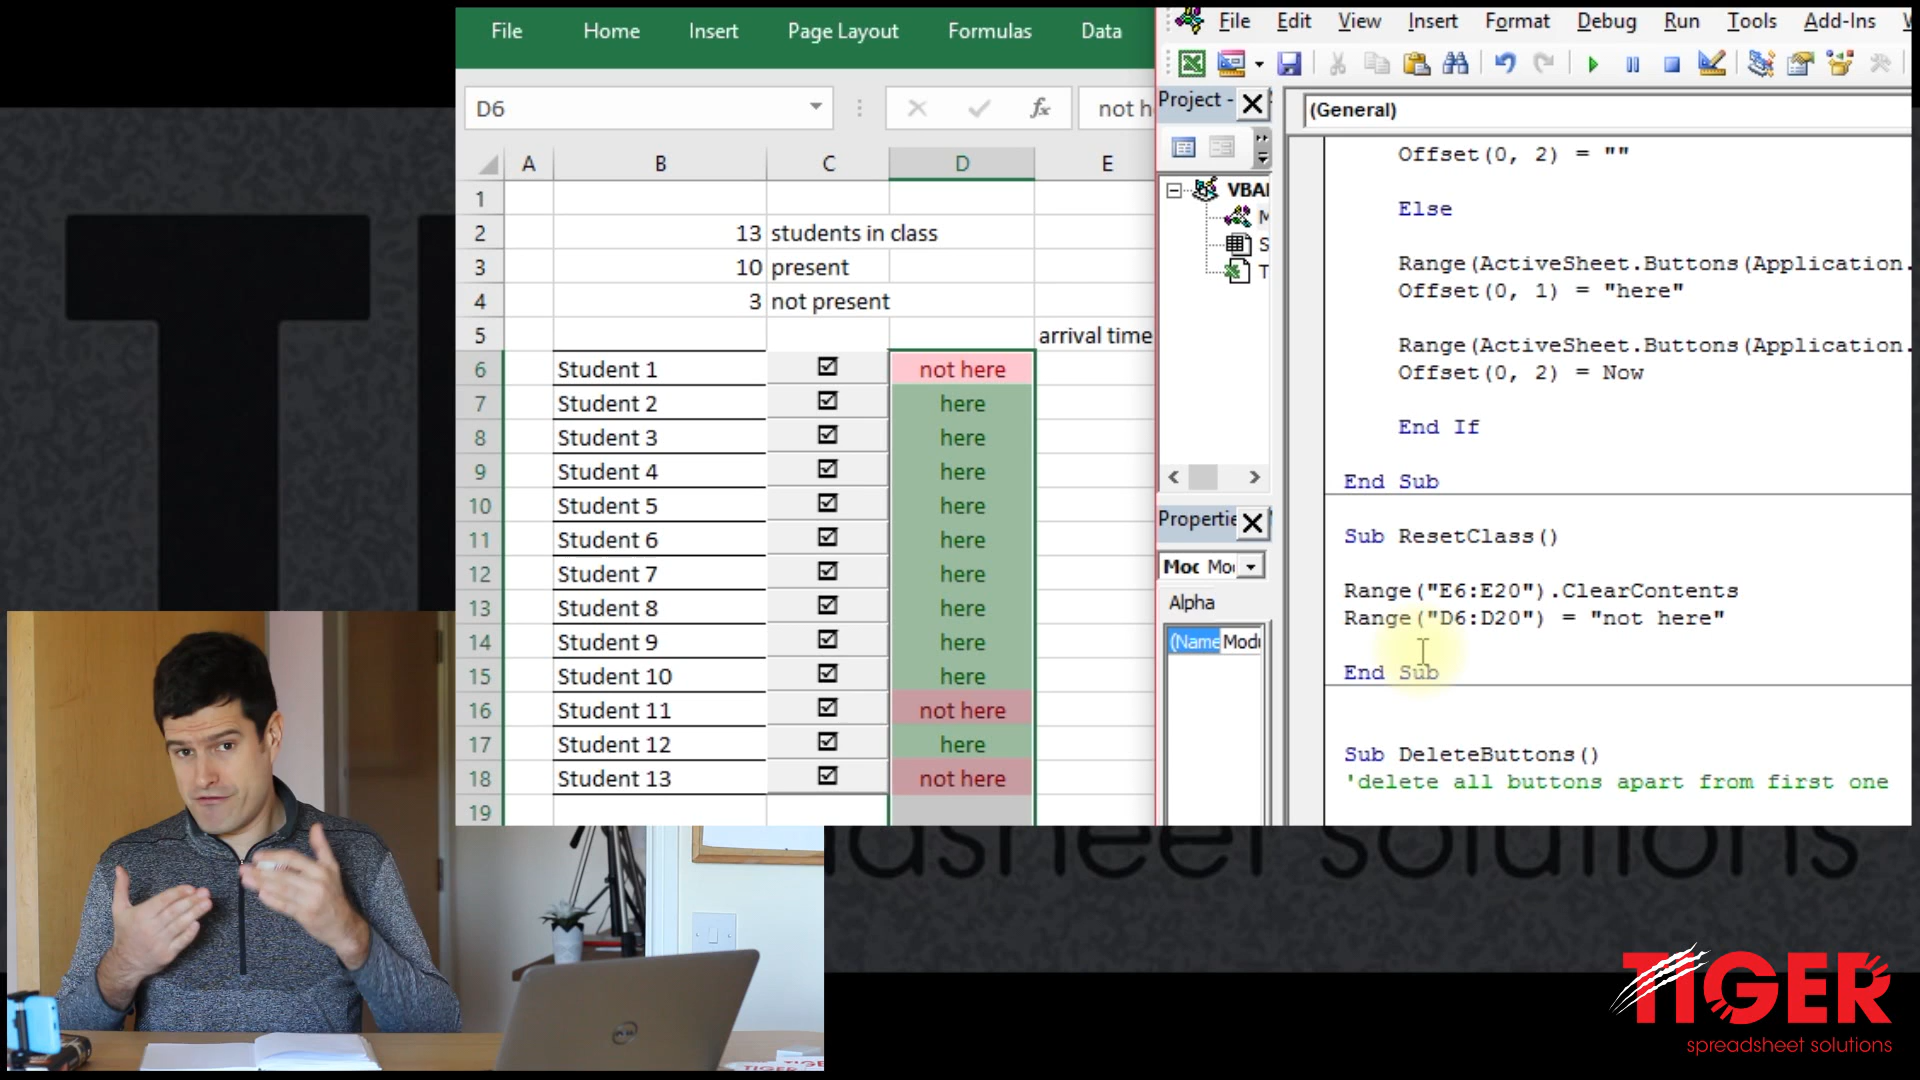 File Home Insert Page Layout Formulas Data
D6 fx not h
A B C D E
1
2 13 students in class
3 10 present
4 3 not present
5 arrival time
6 Student 1 not here
7 Student 2 here
8 Student 3 here
9 Student 4 here
10 Student 5 here
11 Student 6 here
12 Student 7 here
13 Student 8 here
14 Student 9 here
15 Student 10 here
16 Student 11 not here
17 Student 12 here
18 Student 13 not here
19
File Edit View Insert Format Debug Run Tools Add-Ins
Project -
VBA
M
S
T
Propertie
Moc Mo
Alpha
(Name Modu
(General)
Offset(0, 2) = ""
Else
Range(ActiveSheet.Buttons(Application.
Offset(0, 1) = "here"
Range(ActiveSheet.Buttons(Application.
Offset(0, 2) = Now
End If
End Sub
Sub ResetClass()
Range("E6:E20").ClearContents
Range("D6:D20") = "not here"
End Sub
Sub DeleteButtons()
'delete all buttons apart from first one
adsheet solutions
TIGER
spreadsheet solutions